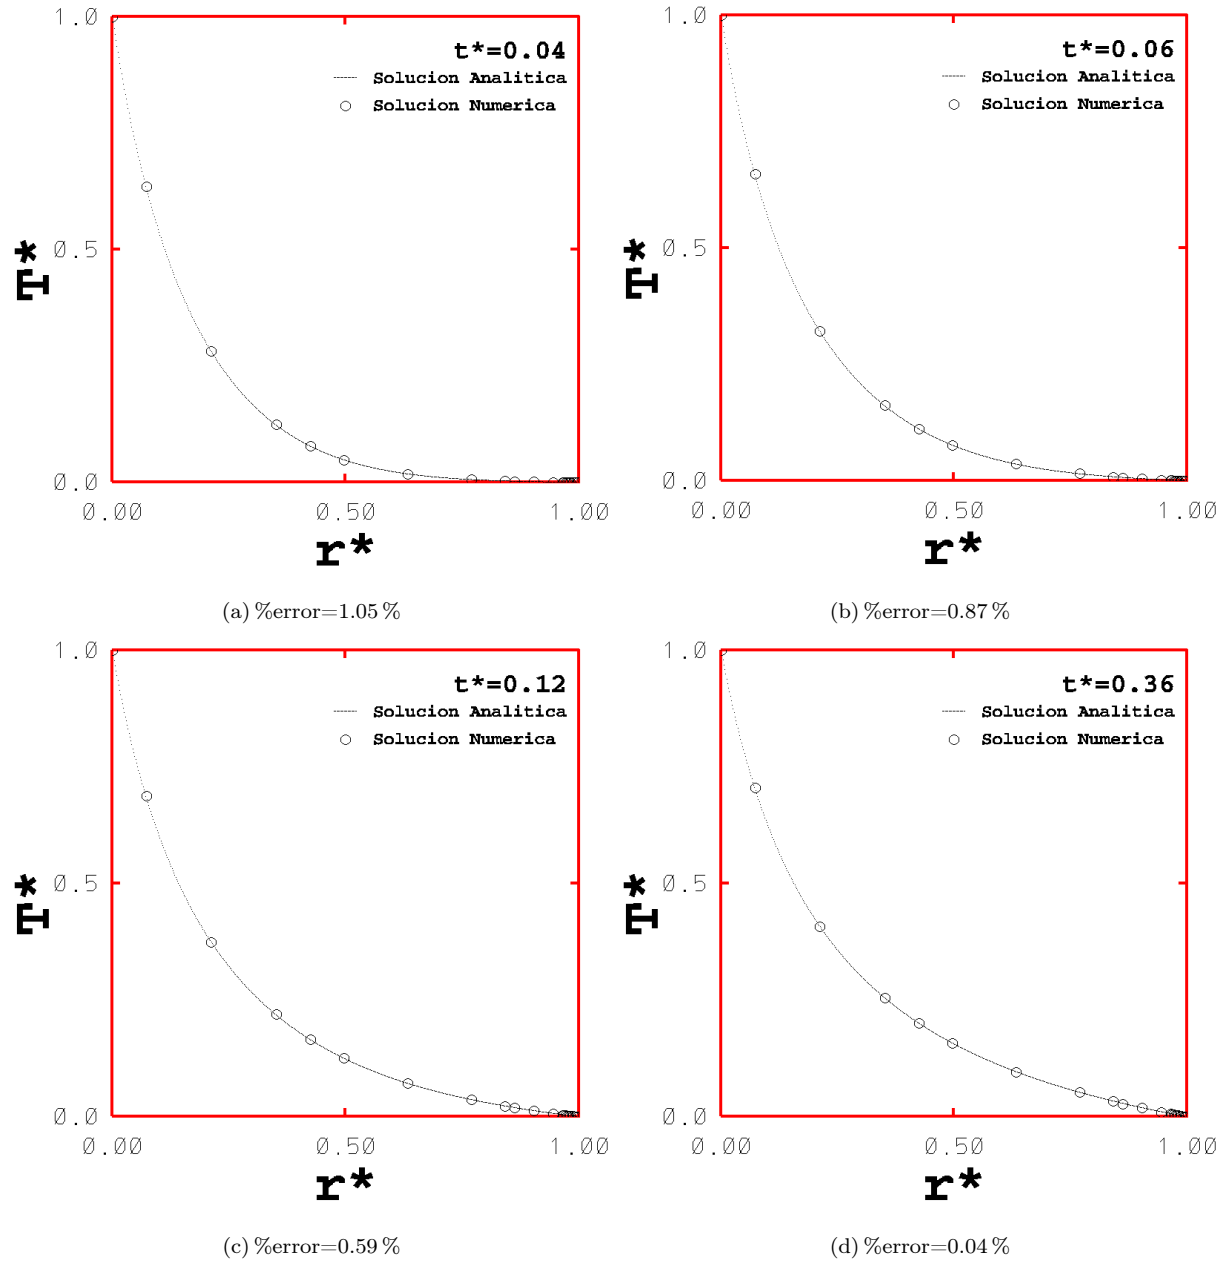 1.0
t*=0.04
Solucion Analitica
Solucion Numerica
T*
0.5
0.0
0.00 0.50 1.00
r*
(a) %error=1.05 %
1.0
t*=0.06
Solucion Analitica
Solucion Numerica
T*
0.5
0.0
0.00 0.50 1.00
r*
(b) %error=0.87 %
1.0
t*=0.12
Solucion Analitica
Solucion Numerica
T*
0.5
0.0
0.00 0.50 1.00
r*
(c) %error=0.59 %
1.0
t*=0.36
Solucion Analitica
Solucion Numerica
T*
0.5
0.0
0.00 0.50 1.00
r*
(d) %error=0.04 %